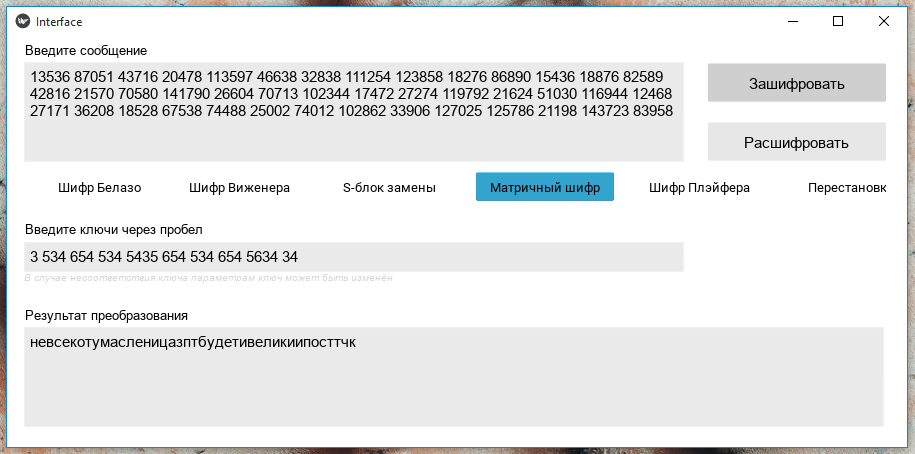 Interface
Введите сообщение
13536 87051 43716 20478 113597 46638 32838 111254 123858 18276 86890 15436 18876 82589
42816 21570 70580 141790 26604 70713 102344 17472 27274 119792 21624 51030 116944 12468
27171 36208 18528 67538 74488 25002 74012 102862 33906 127025 125786 21198 143723 83958
Зашифровать
Расшифровать
Шифр Белазо Шифр Виженера S-блок замены Матричный шифр Шифр Плэйфера Перестановк
Введите ключи через пробел
3 534 654 534 5435 654 534 654 5634 34
В случае несоответствия ключа параметрам ключ может быть изменён
Результат преобразования
невсекотумасленицазптбудетивеликиипосттчк